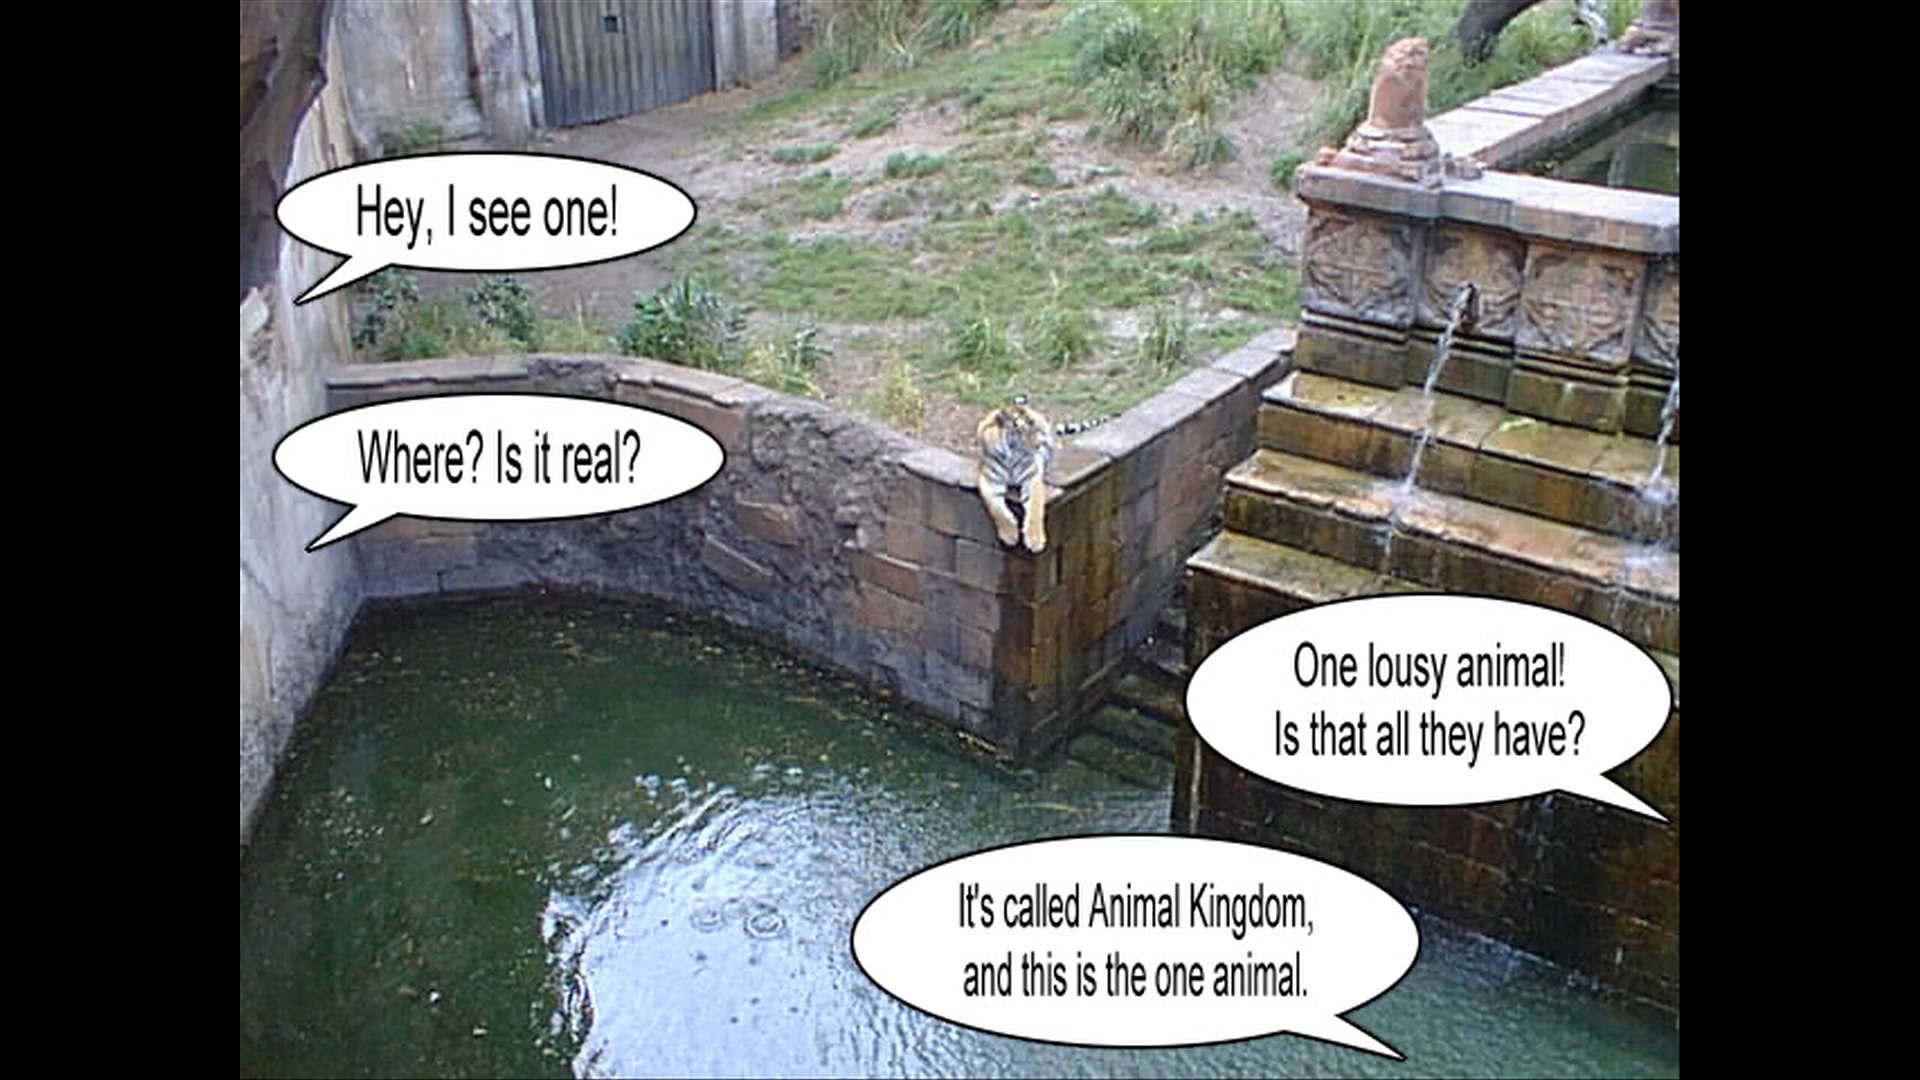 Hey, I see one!
Where? Is it real?
One lousy animal!
Is that all they have?
It's called Animal Kingdom,
and this is the one animal.